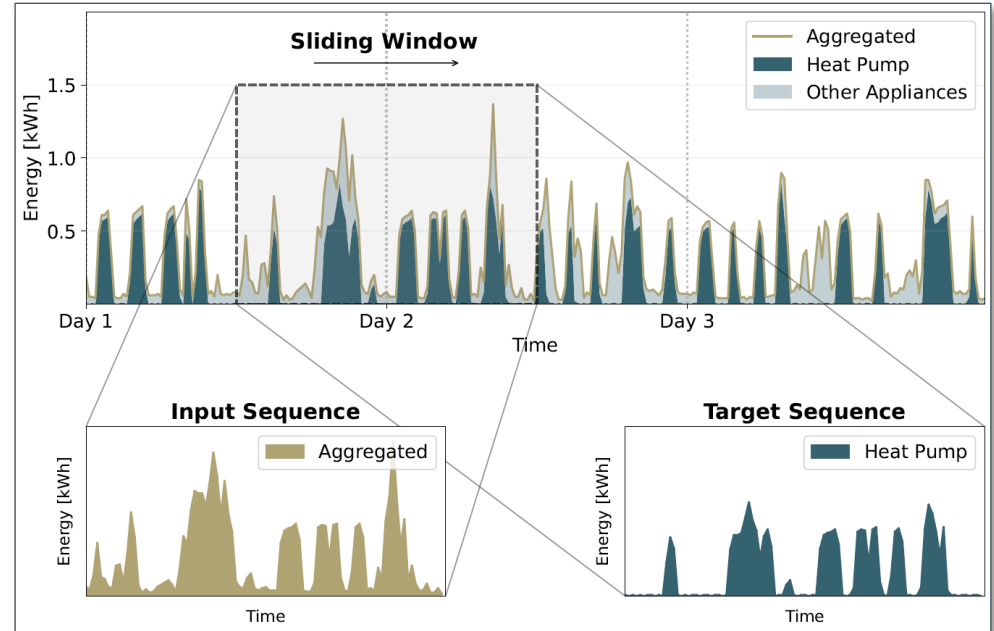 Sliding Window
Aggregated
Heat Pump
Other Appliances
Energy [kWh]
1.5
1.0
0.5
Day 1
Day 2
Day 3
Time
Input Sequence
Aggregated
Energy [kWh]
Time
Target Sequence
Heat Pump
Energy [kWh]
Time